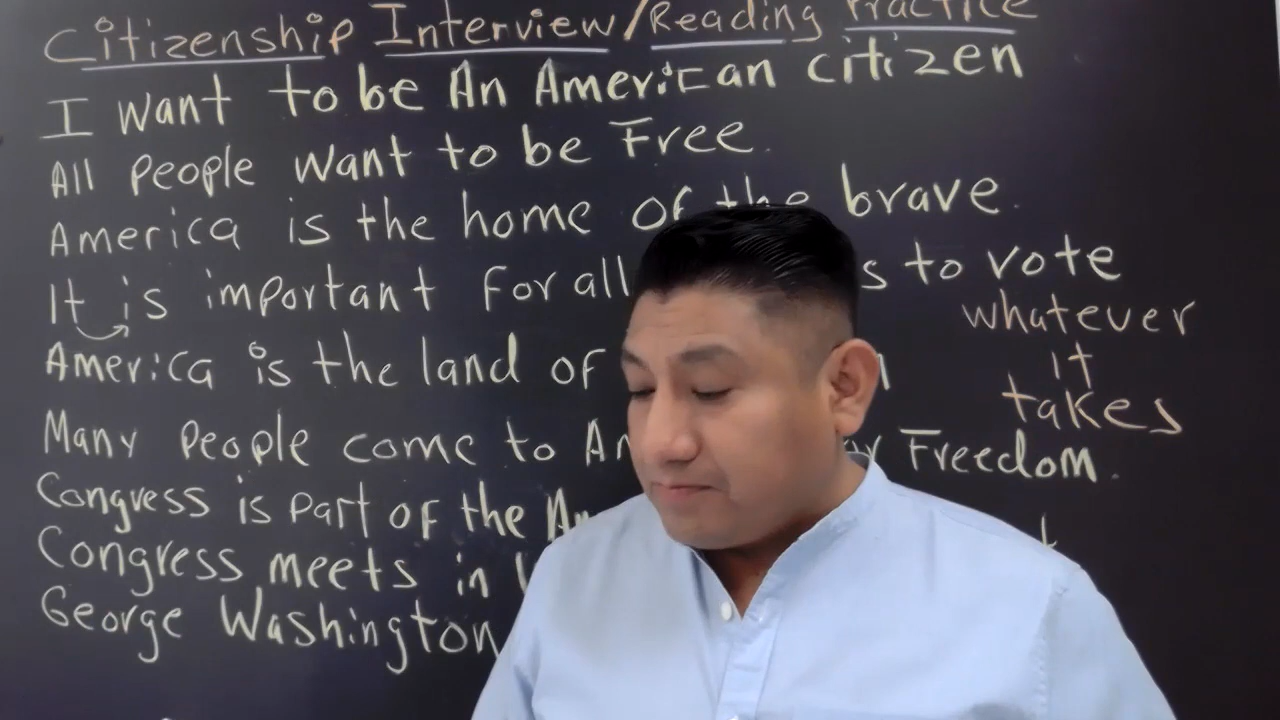 Citizenship Interview/Reading Practice
I want to be An American citizen
All people want to be Free.
America is the home of the brave.
It is important For all to vote
whatever
it
takes
America is the land of
Many People come to Freedom.
Congress is part of the
Congress meets in
George Washington